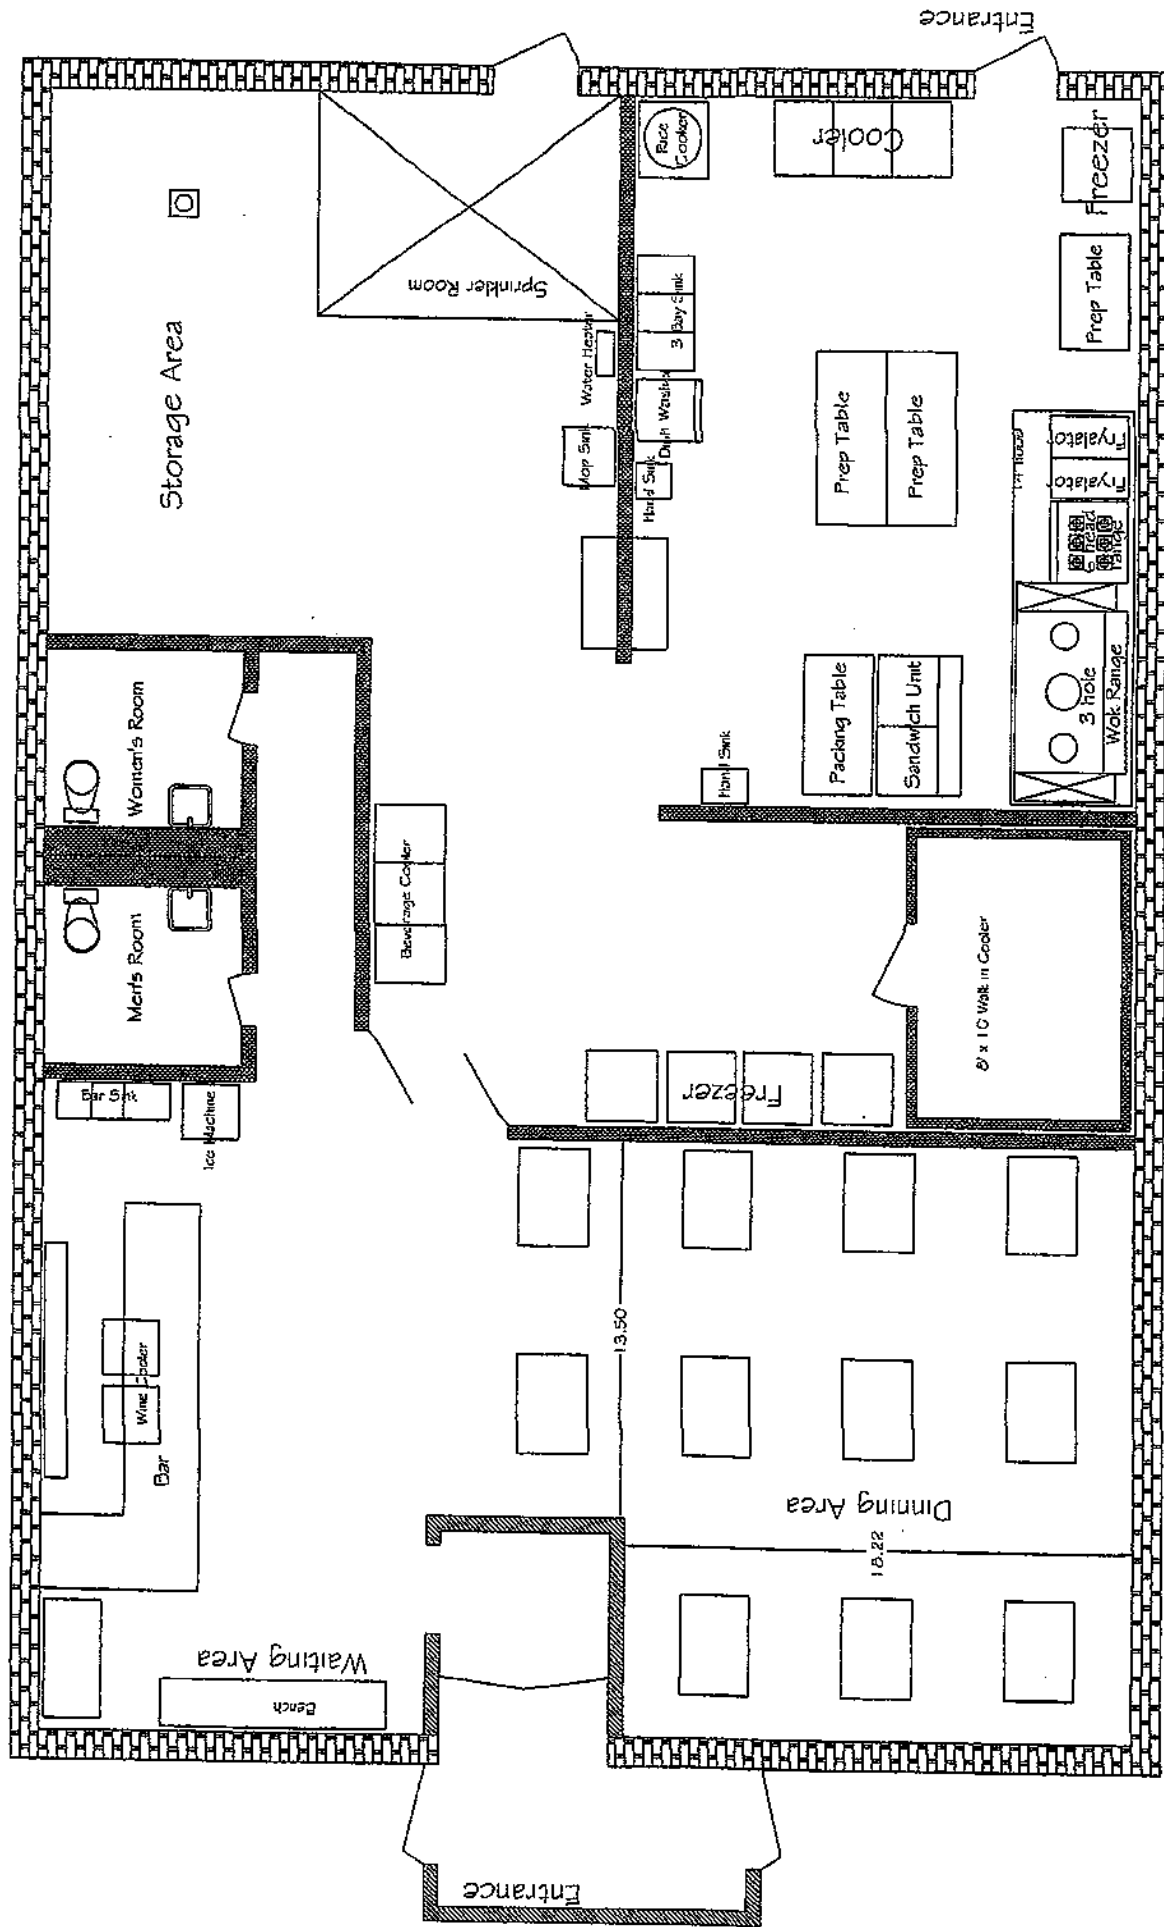 Entrance
Rice
Cooker
Cooler
Freezer
Storage Area
Sprinkler Room
Water Heater
3 Bay Sink
Prep Table
Mop Sink
Hand Sink
Dish Washer
Prep Table
Prep Table
Fryalator
Fryalator
6 head
range
Women's Room
Hand Sink
Packing Table
Sandwich Unit
3 hole
Wok Range
Men's Room
Beverage Cooler
8' x 10 Walk in Cooler
Bar Sink
Ice Machine
Freezer
Wine Cooler
Bar
13.50
Dinning Area
18.22
Waiting Area
Bench
Entrance